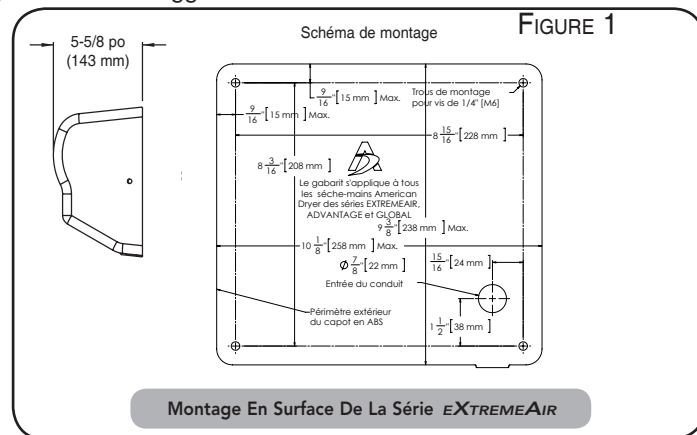 FIGURE 1
Schéma de montage
5-5/8 po
(143 mm)
9/16"[15 mm ] Max.
Trous de montage
pour vis de 1/4" [M6]
9/16"[15 mm ] Max.
8 15/16"[228 mm ]
8 3/16"[208 mm ]
Le gabarit s'applique à tous
les séche-mains American
Dryer des séries EXTREMEAIR,
ADVANTAGE et GLOBAL
9 3/8"[238 mm ] Max.
10 1/8"[258 mm ] Max.
15/16"[24 mm ]
Ø 7/8"[22 mm ]
Entrée du conduit
Périmètre extérieur
du capot en ABS
1 1/2"[38 mm ]
Montage En Surface De La Série eXtremeAir